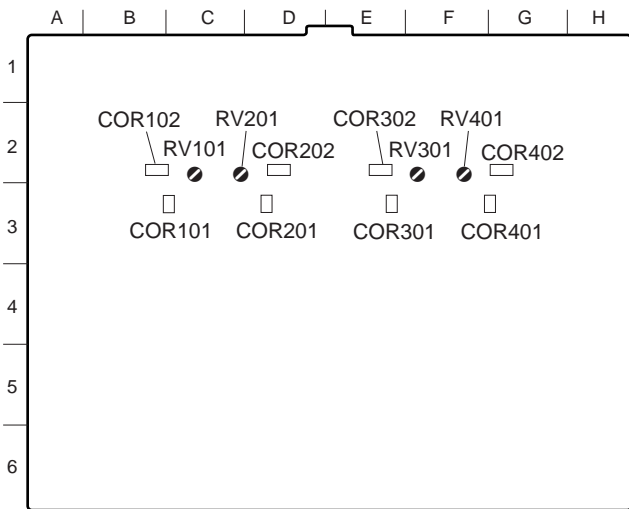 A B C D E F G H
1
COR102 RV201 COR302 RV401
2
RV101 COR202 RV301 COR402
3
COR101 COR201 COR301 COR401
4
5
6